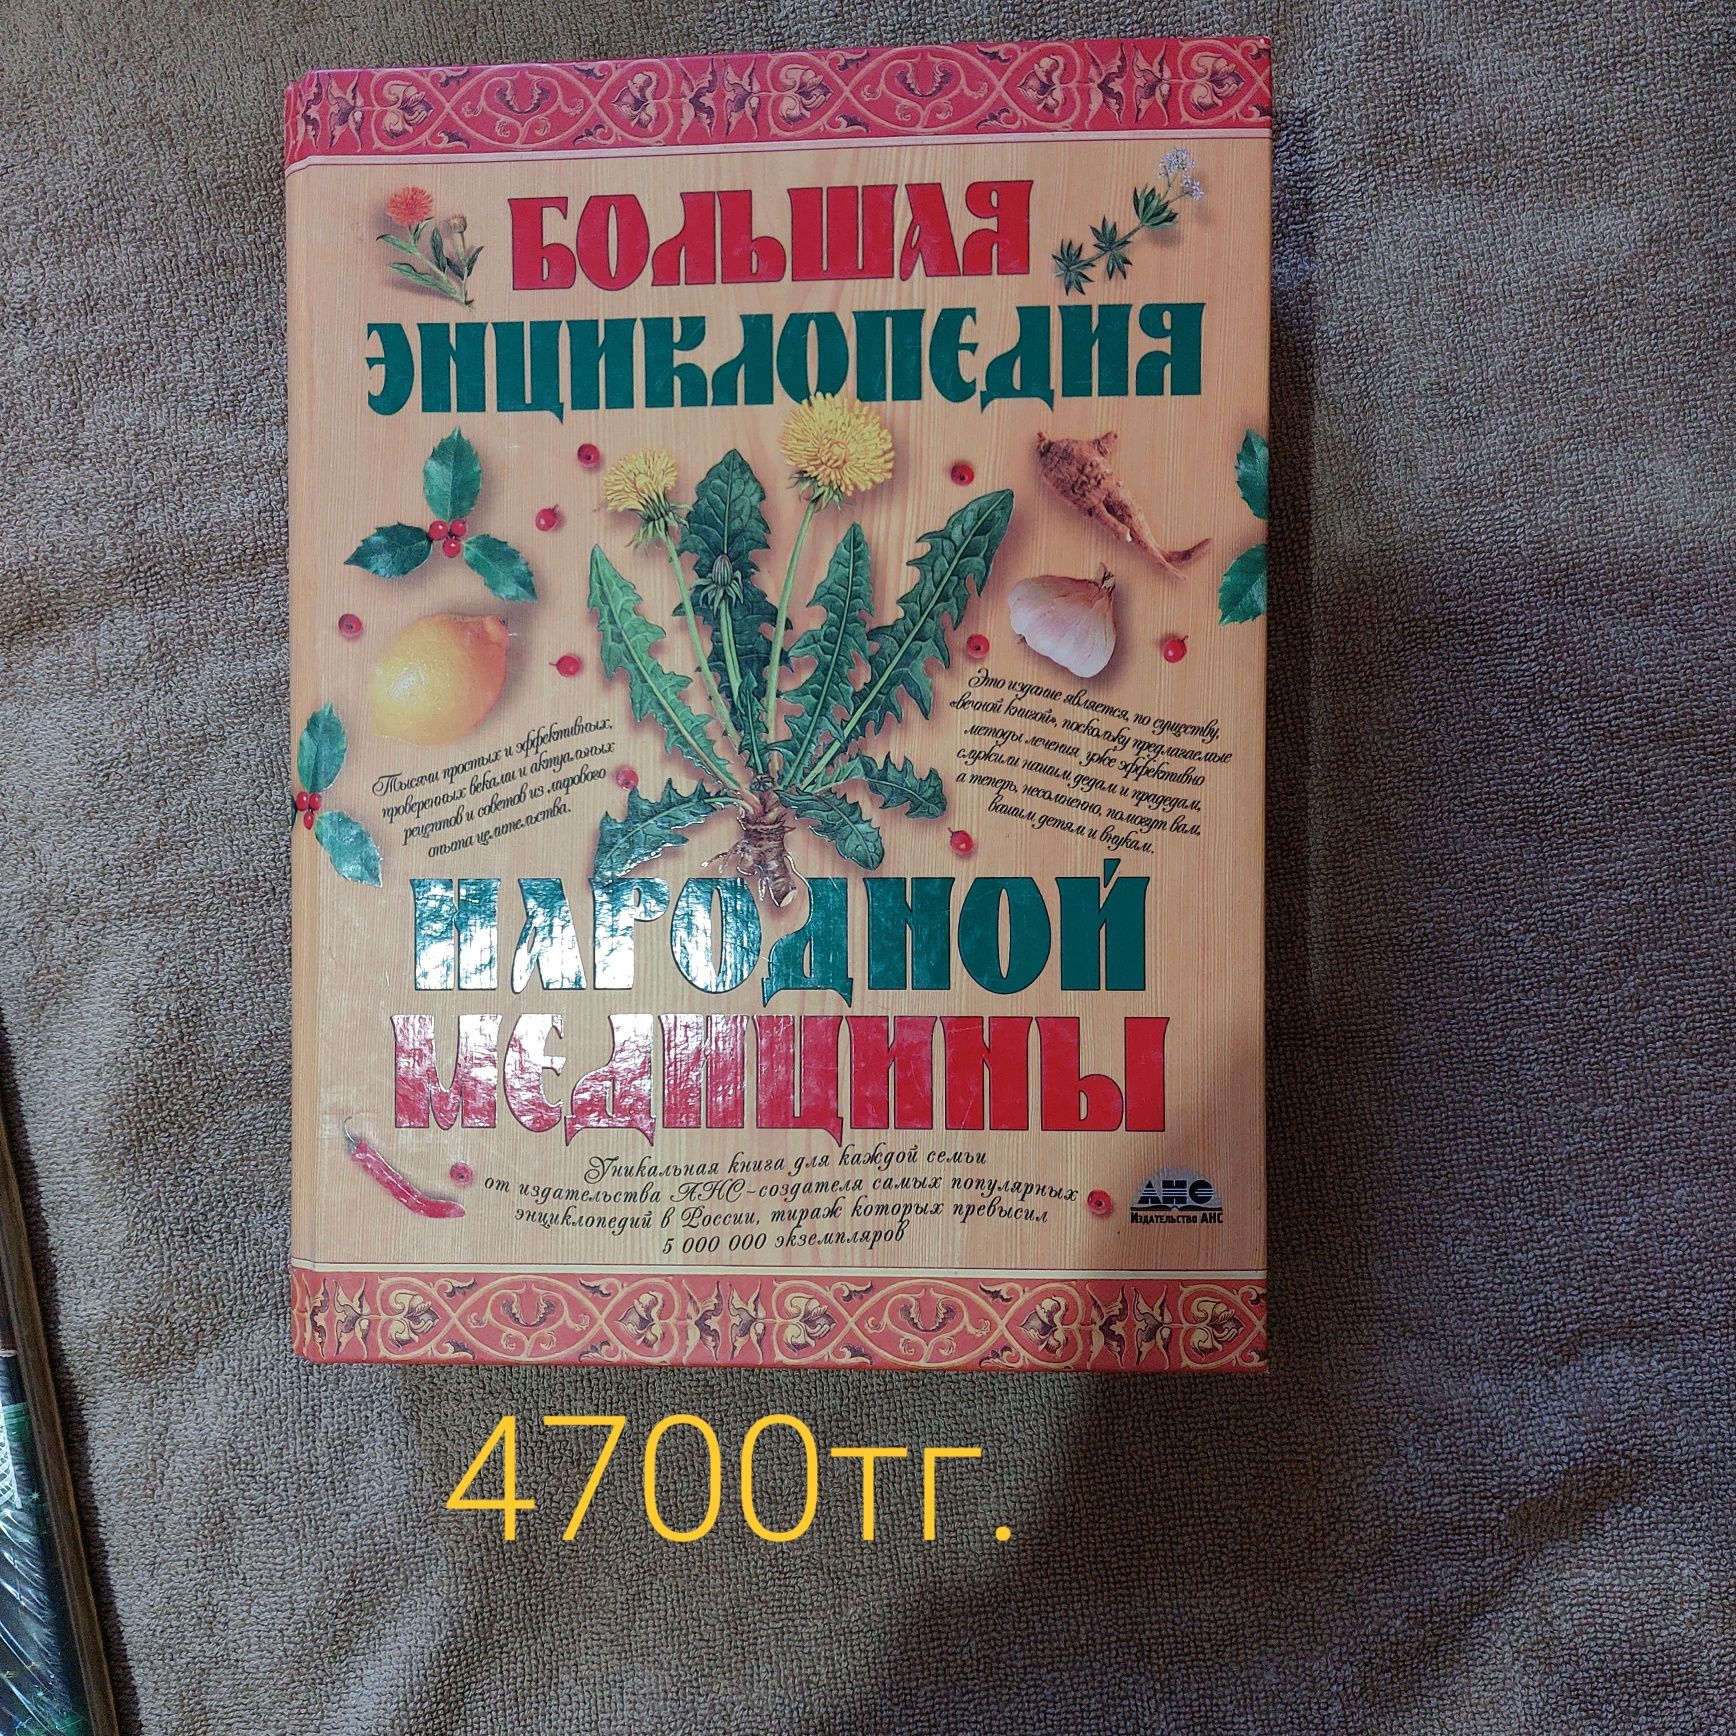 БОЛЬШАЯ
ЭНЦИКЛОПЕДИЯ
Тысячи простых и эффективных,
проверенных веками и актуальных
рецептов и советов из мирового
опыта целительства.
Это издание является, по существу,
«вечной книгой», поскольку предлагаемые
методы лечения уже эффективно
служили нашим дедам и прадедам,
а теперь, несомненно, помогут вам,
вашим детям и внукам.
НАРОДНОЙ
МЕДИЦИНЫ
Уникальная книга для каждой семьи
от издательства АНС-создателя самых популярных
энциклопедий в России, тираж которых превысил
5 000 000 экземпляров
АНС
Издательство АНС
4700тг.